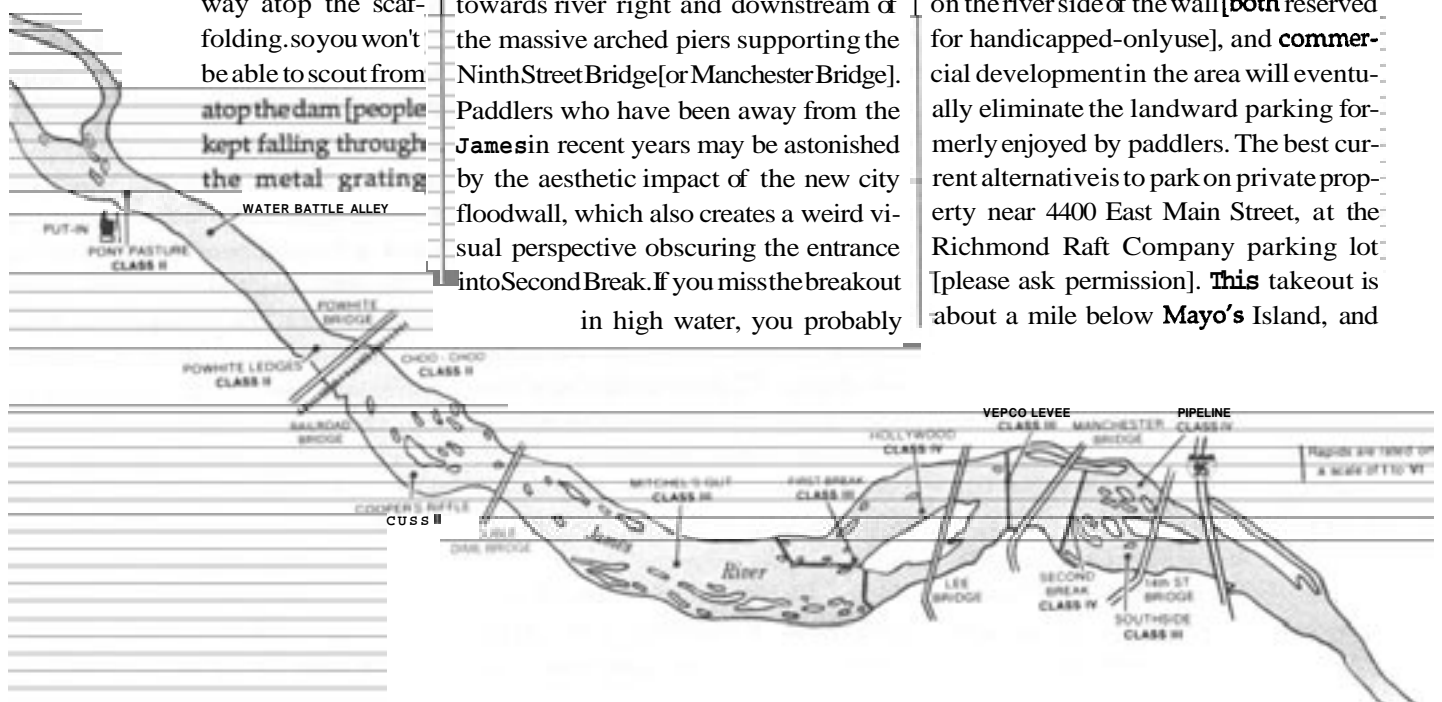 way atop the scaf-
folding.so you won't
be able to scout from
atop the dam [people
kept falling through
the metal grating
towards river right and downstream of
the massive arched piers supporting the
Ninth Street Bridge[or Manchester Bridge].
Paddlers who have been away from the
James in recent years may be astonished
by the aesthetic impact of the new city
floodwall, which also creates a weird vi-
sual perspective obscuring the entrance
into Second Break. If you miss the breakout
in high water, you probably
on the river side of the wall [both reserved
for handicapped-only use], and commer-
cial development in the area will eventu-
ally eliminate the landward parking for-
merly enjoyed by paddlers. The best cur-
rent alternative is to park on private prop-
erty near 4400 East Main Street, at the
Richmond Raft Company parking lot
[please ask permission]. This takeout is
about a mile below Mayo's Island, and
WATER BATTLE ALLEY
PUT-IN
PONY PASTURE
CLASS II
POWHITE
BRIDGE
POWHITE LEDGES
CLASS II
CHOO - CHOO
CLASS II
RAILROAD
BRIDGE
COOPER'S RIFFLE
CUSS II
DIME BRIDGE
MITCHEL'S GUT
CLASS III
James
River
FIRST BREAK
CLASS III
HOLLYWOOD
CLASS IV
VEPCO LEVEE
CLASS III
MANCHESTER
BRIDGE
PIPELINE
CLASS IV
95
Rapids are rated on
a scale of I to VI
LEE
BRIDGE
SECOND
BREAK
CLASS IV
14th ST
BRIDGE
SOUTHSIDE
CLASS III